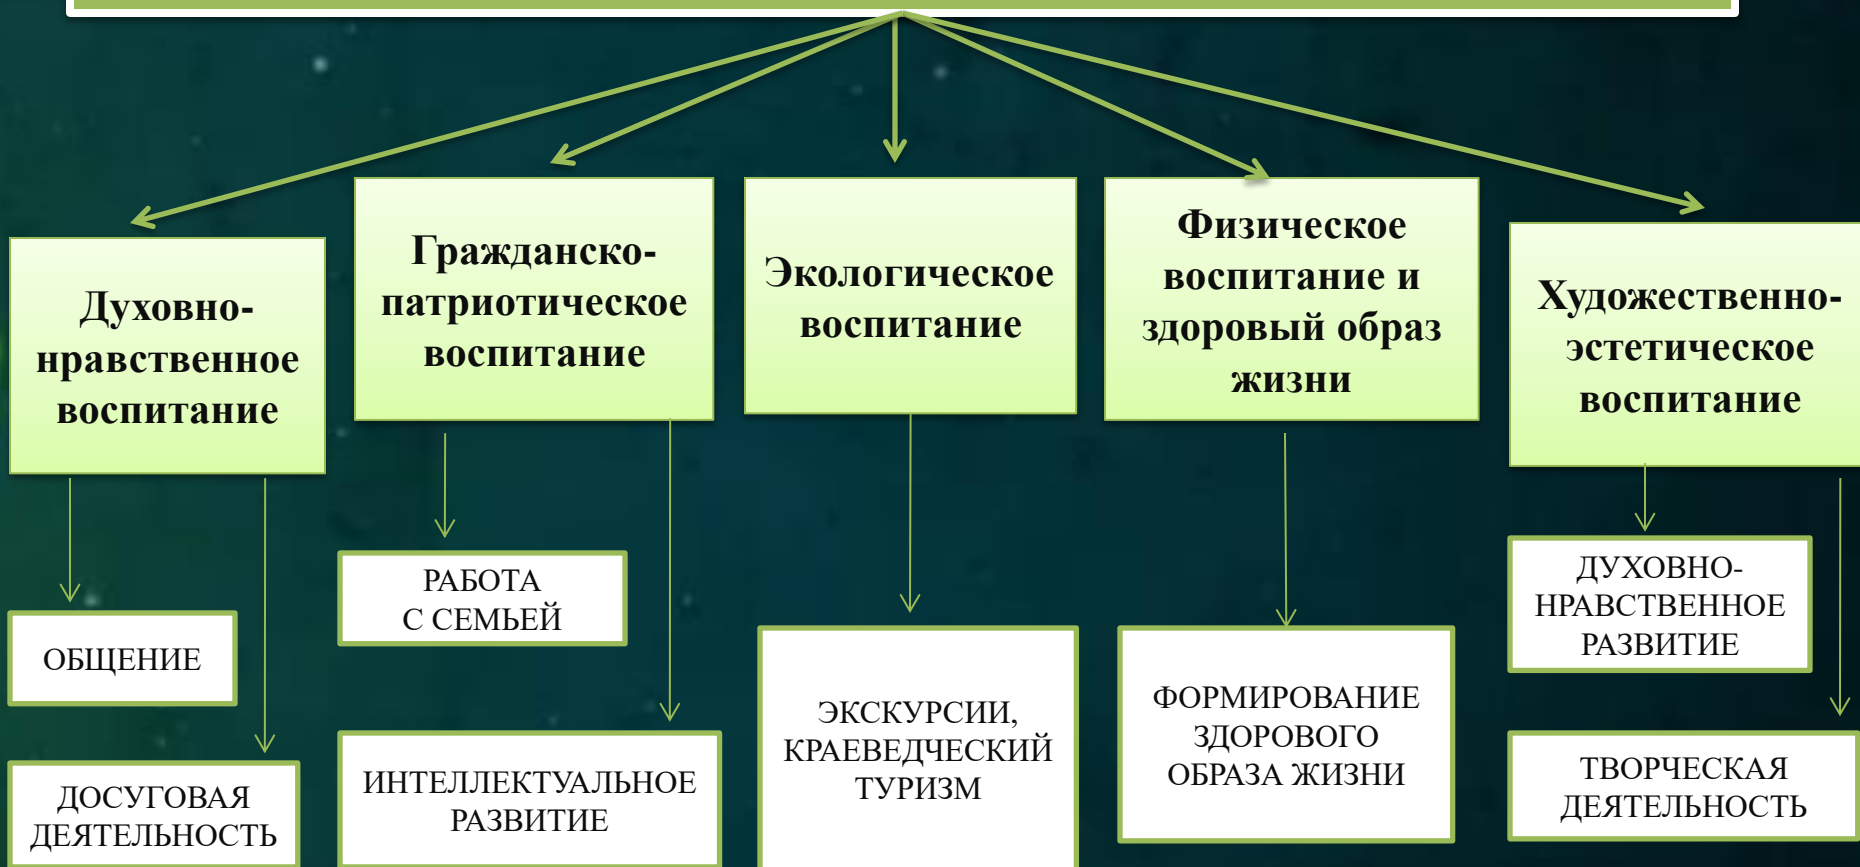 Духовно-
нравственное
воспитание
Гражданско-
патриотическое
воспитание
Экологическое
воспитание
Физическое
воспитание и
здоровый образ
жизни
Художественно-
эстетическое
воспитание
ОБЩЕНИЕ
ДОСУГОВАЯ
ДЕЯТЕЛЬНОСТЬ
РАБОТА
С СЕМЬЕЙ
ИНТЕЛЛЕКТУАЛЬНОЕ
РАЗВИТИЕ
ЭКСКУРСИИ,
КРАЕВЕДЧЕСКИЙ
ТУРИЗМ
ФОРМИРОВАНИЕ
ЗДОРОВОГО
ОБРАЗА ЖИЗНИ
ДУХОВНО-
НРАВСТВЕННОЕ
РАЗВИТИЕ
ТВОРЧЕСКАЯ
ДЕЯТЕЛЬНОСТЬ